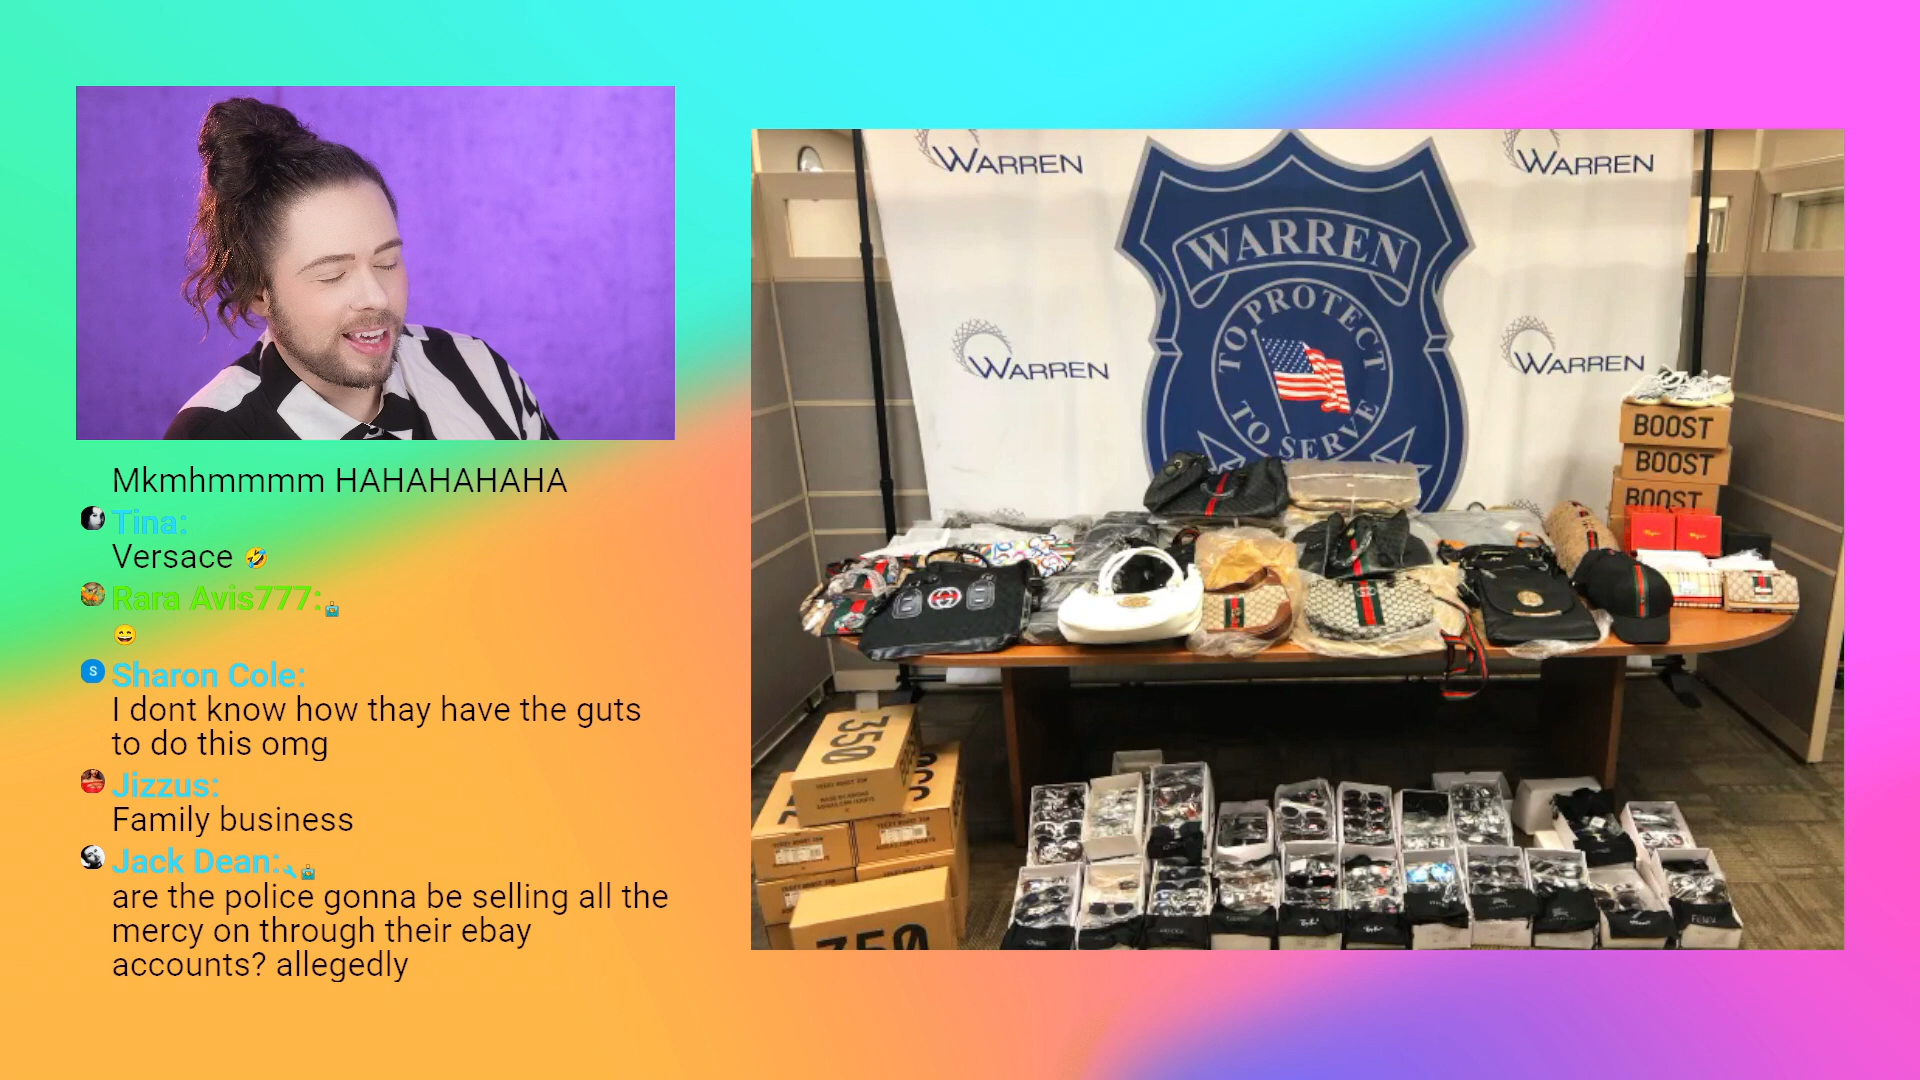 Mkmhmmmm HAHAHAHAHA
Tina:
Versace 🤣
Rara Avis777:
😄
S
Sharon Cole:
I dont know how thay have the guts
to do this omg
Jizzus:
Family business
Jack Dean:
are the police gonna be selling all the
mercy on through their ebay
accounts? allegedly
WARREN
WARREN
WARREN
TO PROTECT
TO SERVE
WARREN
WARREN
BOOST
BOOST
BOOST
350
350
FENDI